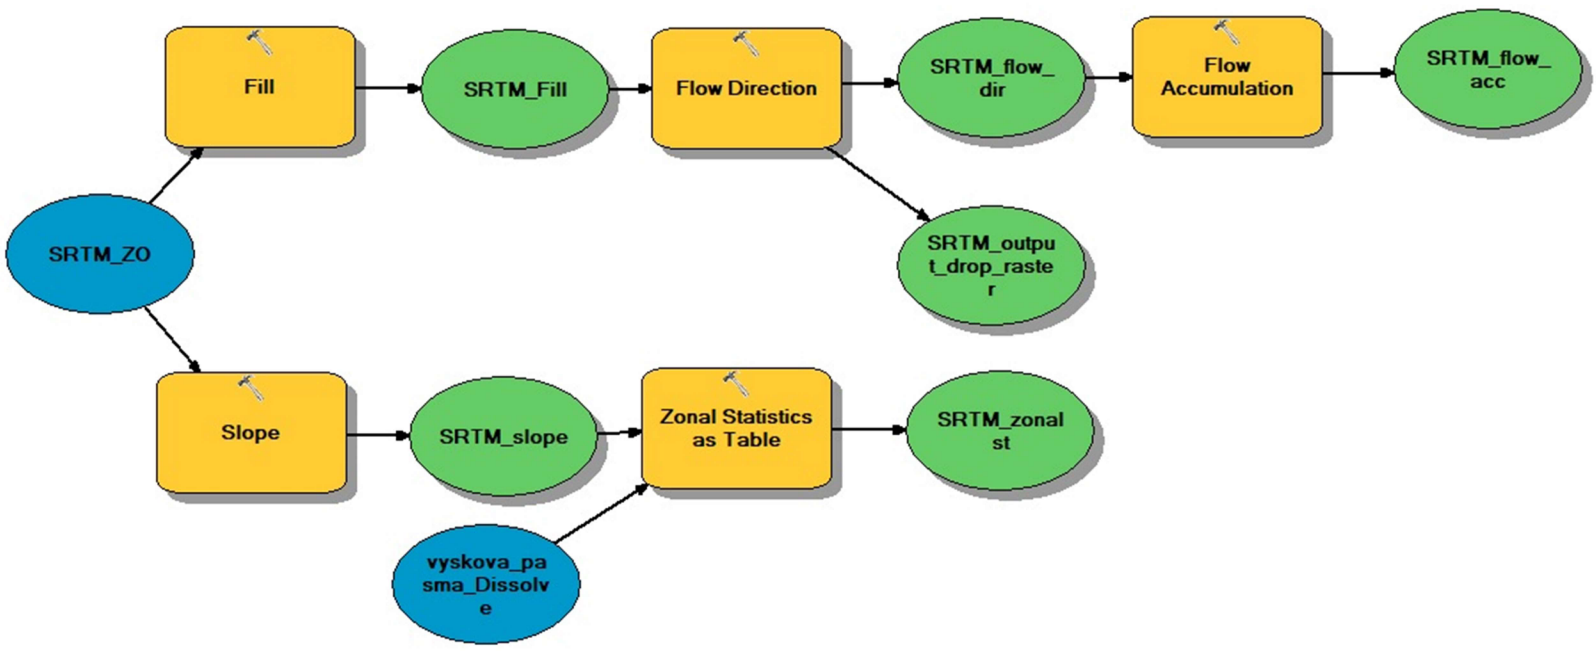 Fill
SRTM_Fill
Flow Direction
SRTM_flow_
dir
Flow
Accumulation
SRTM_flow_
acc
SRTM_ZO
SRTM_outpu
t_drop_raste
r
Slope
SRTM_slope
Zonal Statistics
as Table
SRTM_zonal
st
vyskova_pa
sma_Dissolv
e